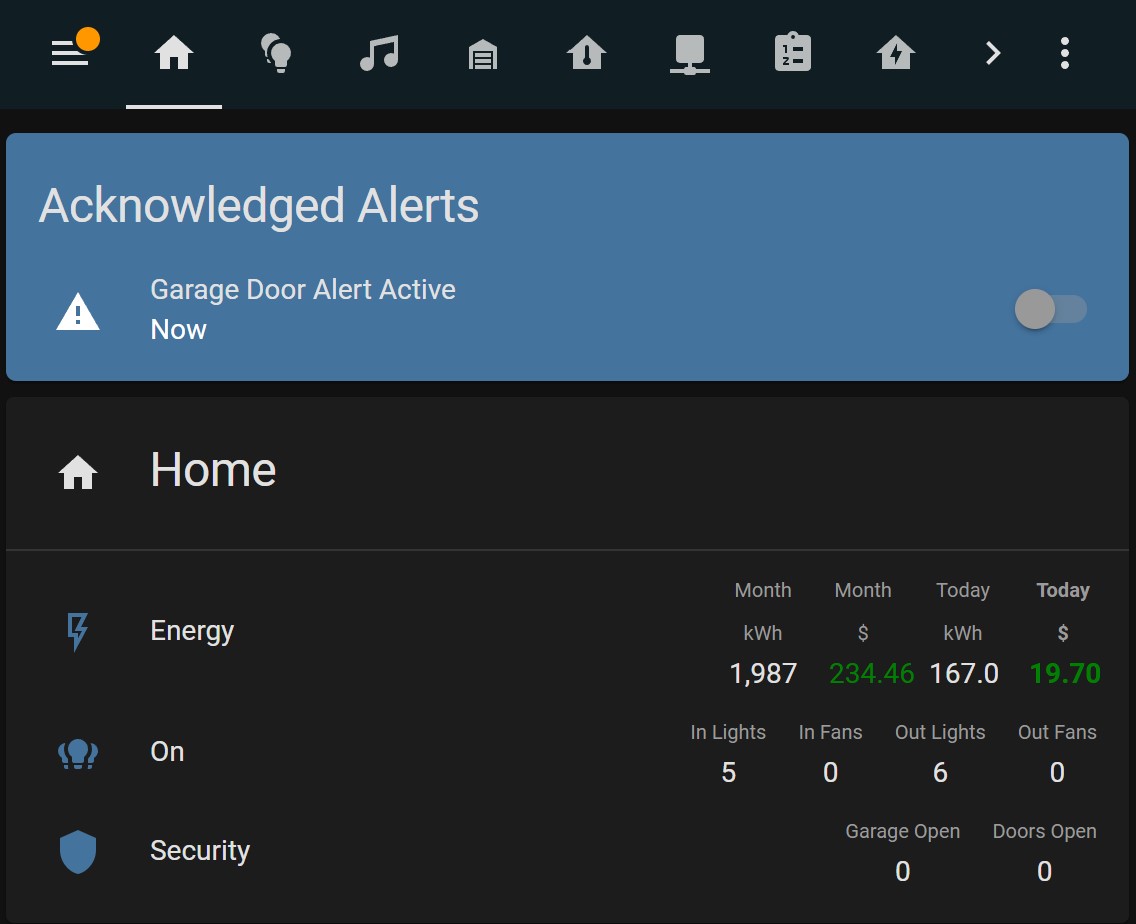 Acknowledged Alerts
Garage Door Alert Active
Now
Home
Energy
Month Month Today Today
kWh $ kWh $
1,987 234.46 167.0 19.70
On
In Lights In Fans Out Lights Out Fans
5 0 6 0
Security
Garage Open Doors Open
0 0